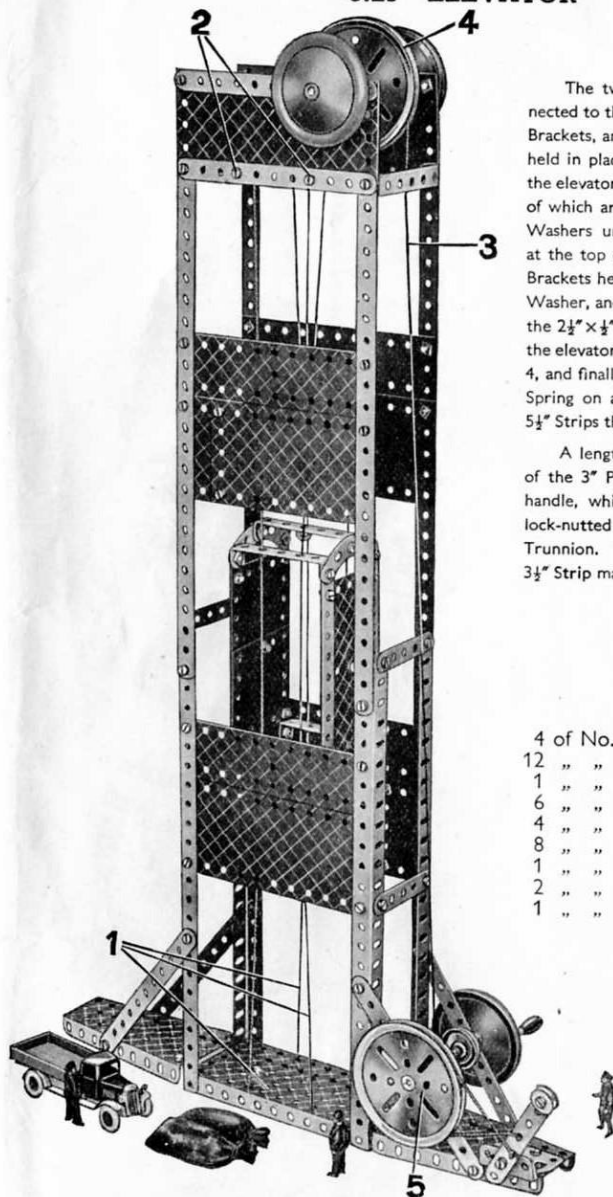 ELEVATOR
4
2
The tw
nected to th
Brackets, an
held in plac
the elevator
of which ar
Washers u
at the top
Brackets he
Washer, and
the 2½″ × ½″
the elevator
4, and finall
Spring on a
5½″ Strips th
3
A lengt
of the 3″ P
handle, whi
lock-nutted
Trunnion.
3½″ Strip ma
4 of No.
12 „ „
1 „ „
6 „ „
4 „ „
8 „ „
1 „ „
2 „ „
1 „ „
1
5